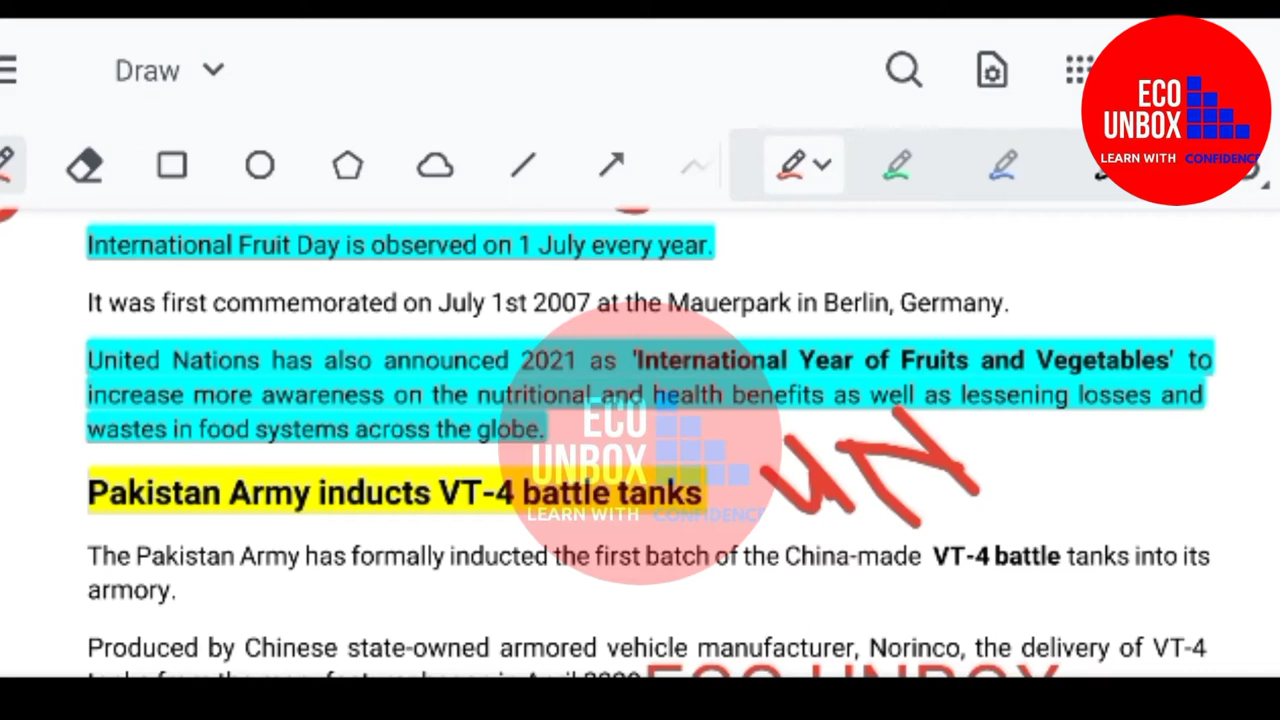 Draw
ECO
UNBOX
LEARN WITH CONFIDENCE
International Fruit Day is observed on 1 July every year.
It was first commemorated on July 1st 2007 at the Mauerpark in Berlin, Germany.
United Nations has also announced 2021 as 'International Year of Fruits and Vegetables' to
increase more awareness on the nutritional and health benefits as well as lessening losses and
wastes in food systems across the globe.
ECO
UNBOX
LEARN WITH CONFIDENCE
UN
Pakistan Army inducts VT-4 battle tanks
The Pakistan Army has formally inducted the first batch of the China-made VT-4 battle tanks into its
armory.
Produced by Chinese state-owned armored vehicle manufacturer, Norinco, the delivery of VT-4
ECO UNBOX